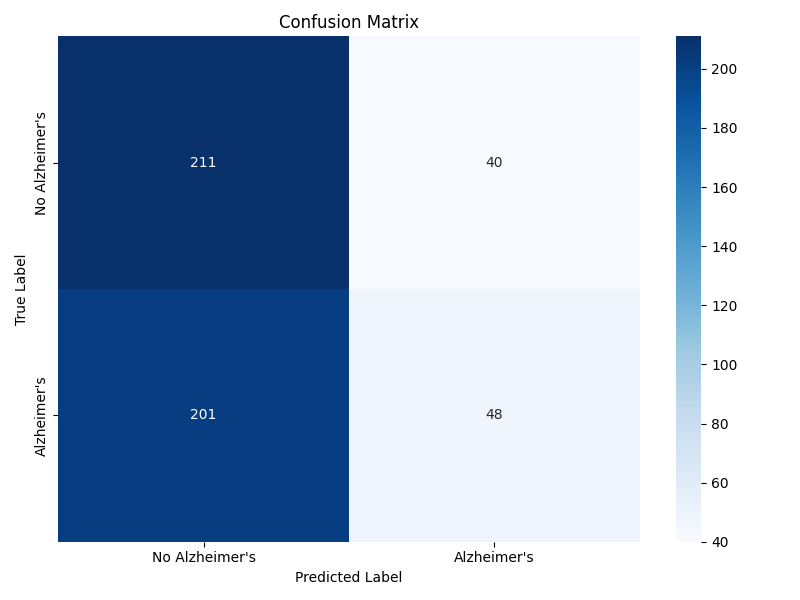 Confusion Matrix
True Label
No Alzheimer's
211
40
Alzheimer's
201
48
No Alzheimer's
Alzheimer's
Predicted Label
200
180
160
140
120
100
80
60
40